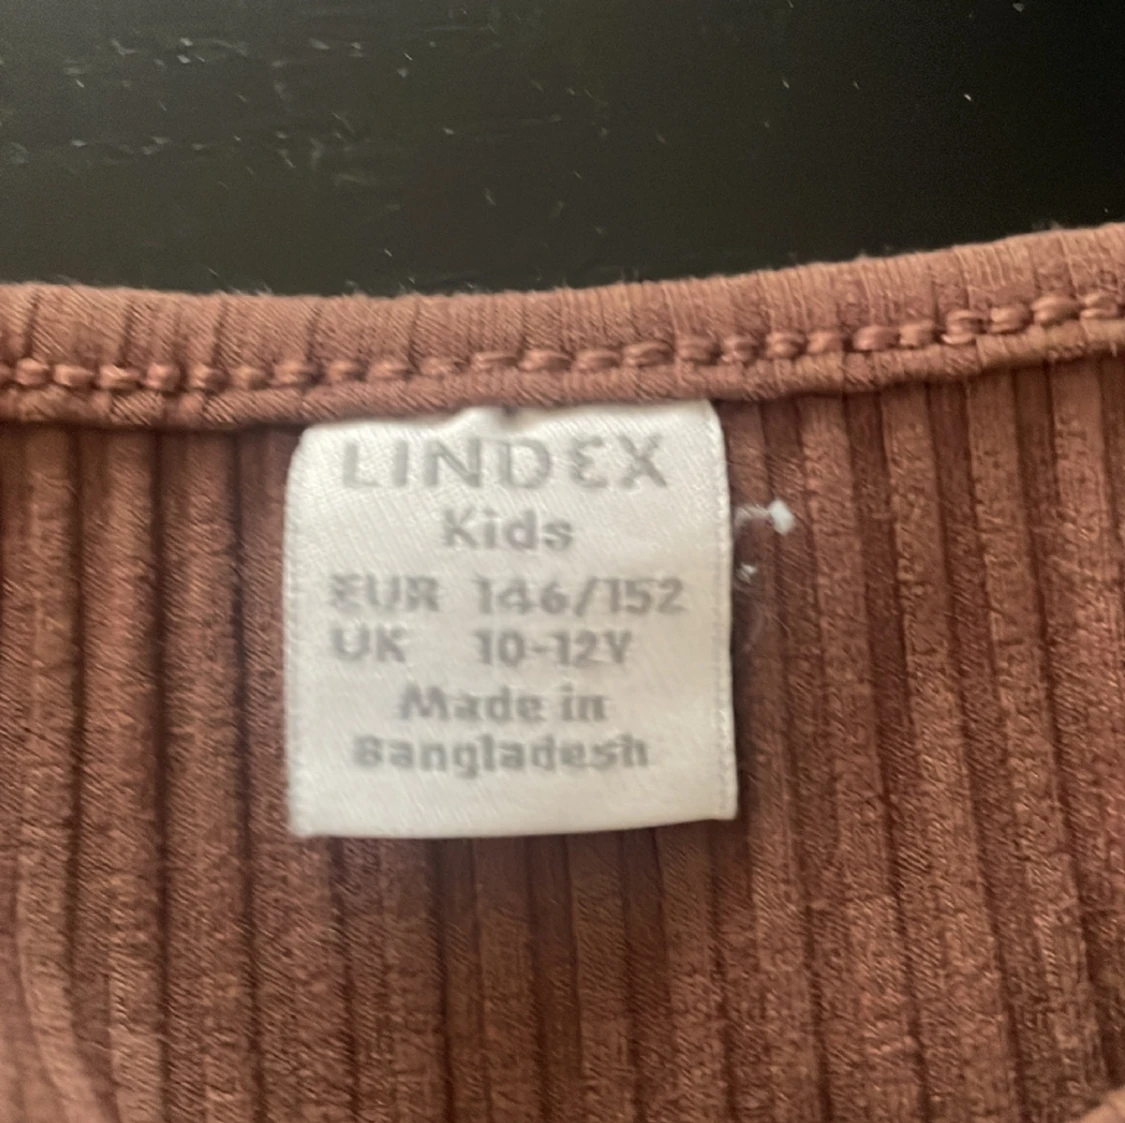 LINDEX
Kids
EUR 146/152
UK 10-12Y
Made in
Bangladesh